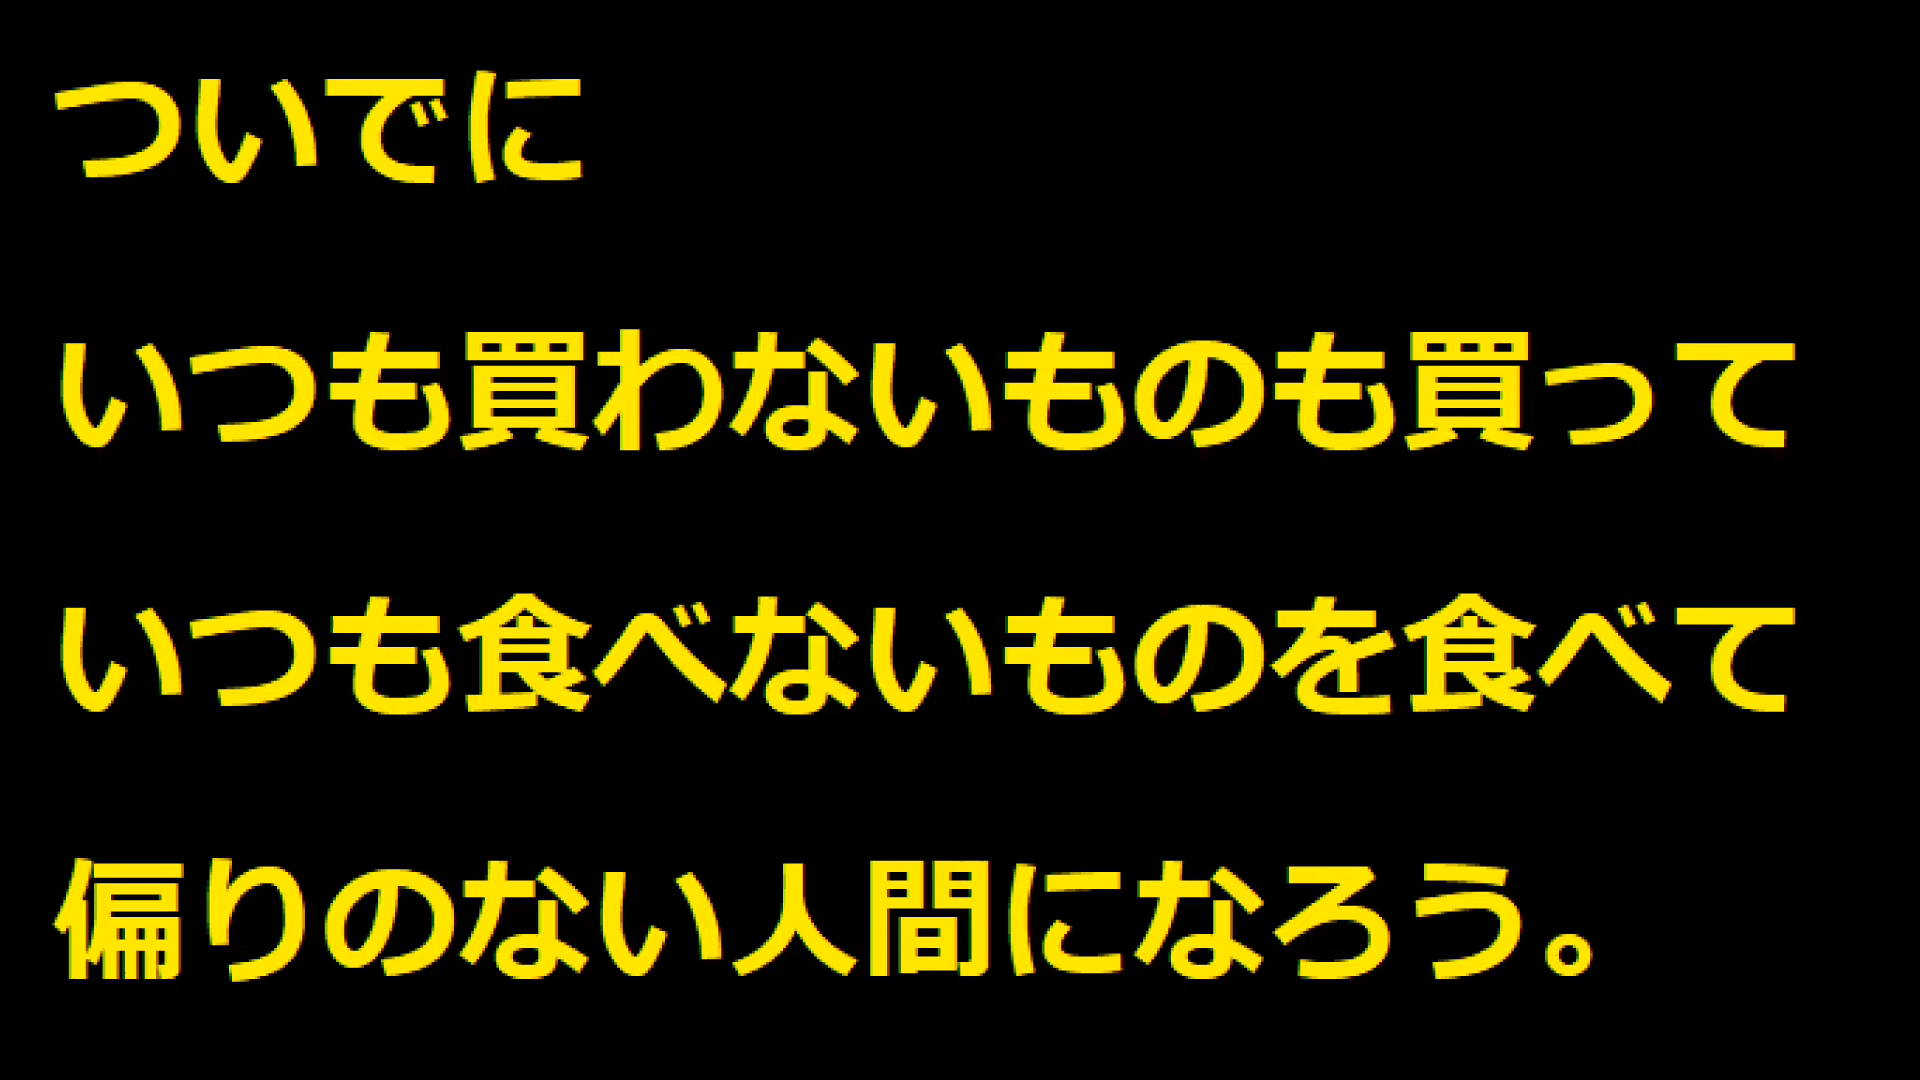 ついでに
いつも買わないものも買って
いつも食べないものを食べて
偏りのない人間になろう。